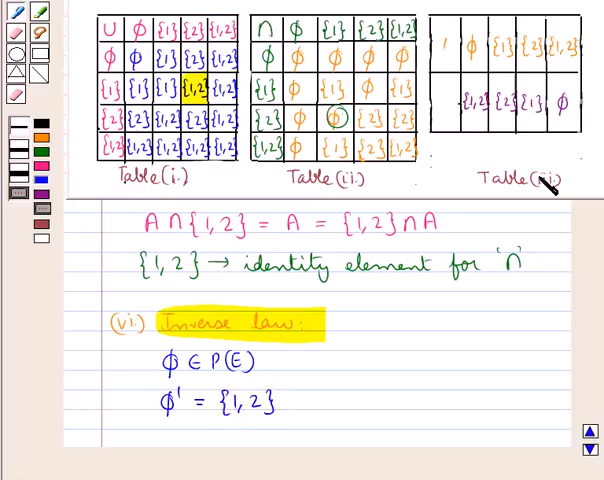 ∪ ϕ {1} {2} {1,2}
ϕ ϕ {1} {2} {1,2}
{1} {1} {1} {1,2} {1,2}
{2} {2} {1,2} {2} {1,2}
{1,2} {1,2} {1,2} {1,2} {1,2}
Table (i.)
∩ ϕ {1} {2} {1,2}
ϕ ϕ ϕ ϕ ϕ
{1} ϕ {1} ϕ {1}
{2} ϕ ϕ {2} {2}
{1,2} ϕ {1} {2} {1,2}
Table (ii.)
' ϕ {1} {2} {1,2}
{1,2} {2} {1} ϕ
Table (iii.)
A ∩ {1, 2} = A = {1, 2} ∩ A
{1, 2} → identity element for '∩'
(vi.) Inverse law:
ϕ ∈ P(E)
ϕ' = {1, 2}